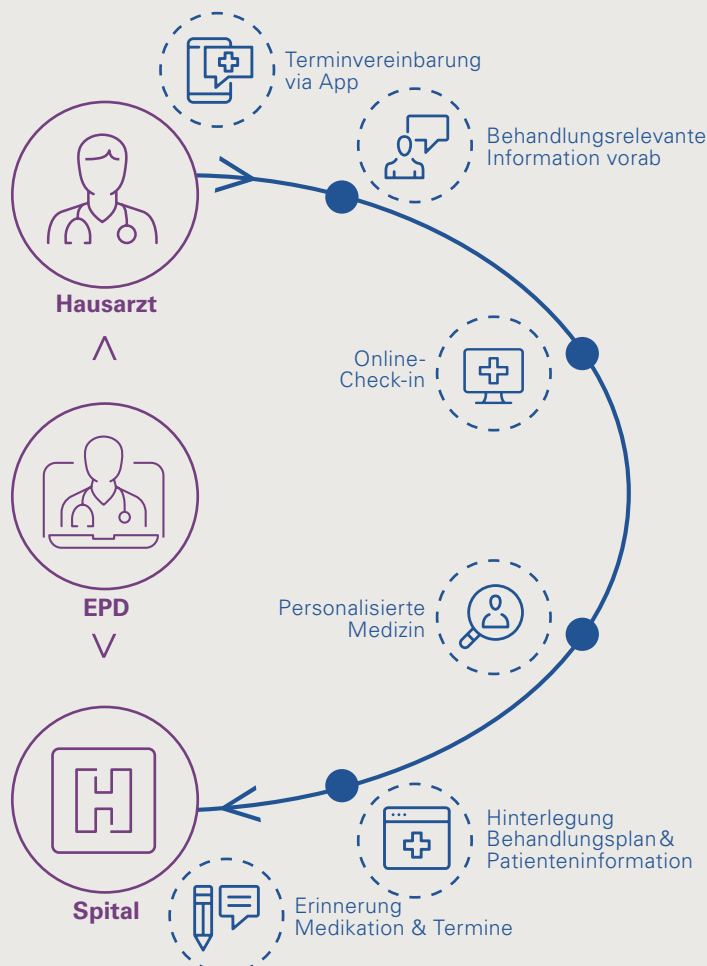 Terminvereinbarung
via App
Behandlungsrelevante
Information vorab
Hausarzt
Online-
Check-in
EPD
Personalisierte
Medizin
Hinterlegung
Behandlungsplan &
Patienteninformation
Spital
Erinnerung
Medikation & Termine